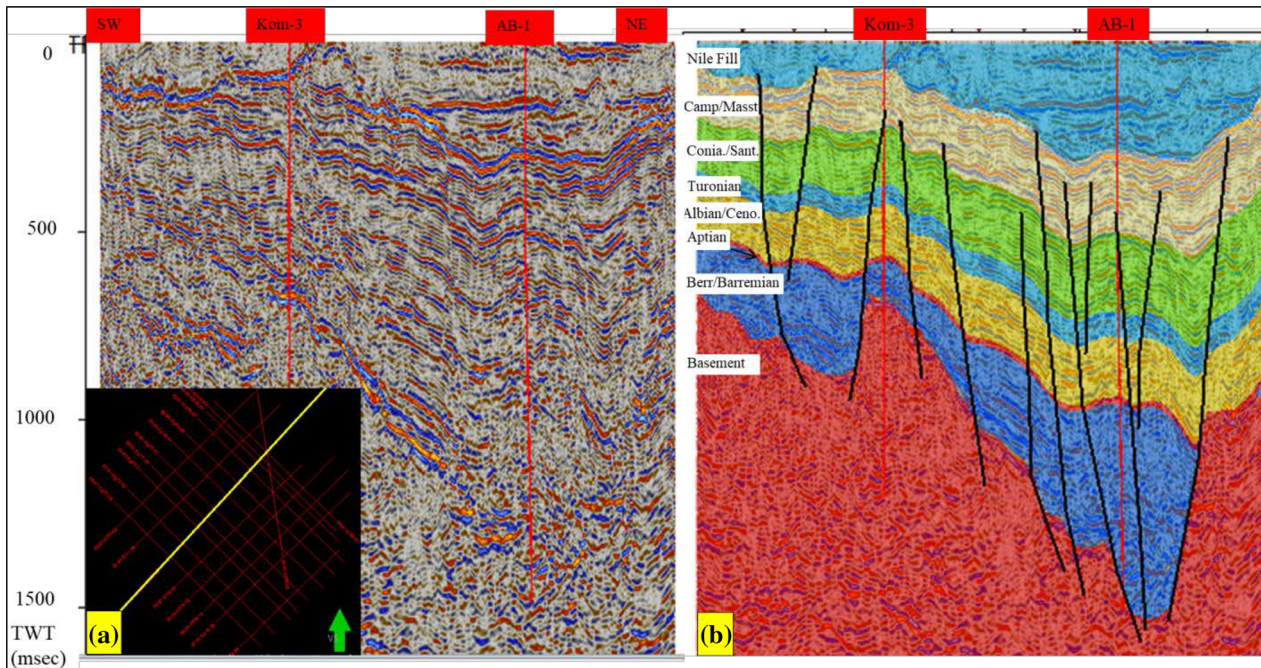 SW
Kom-3
AB-1
NE
0
500
1000
1500
TWT
(msec)
(a)
Kom-3
AB-1
Nile Fill
Camp/Masst
Conia./Sant.
Turonian
Albian/Ceno.
Aptian
Berr/Barremian
Basement
(b)